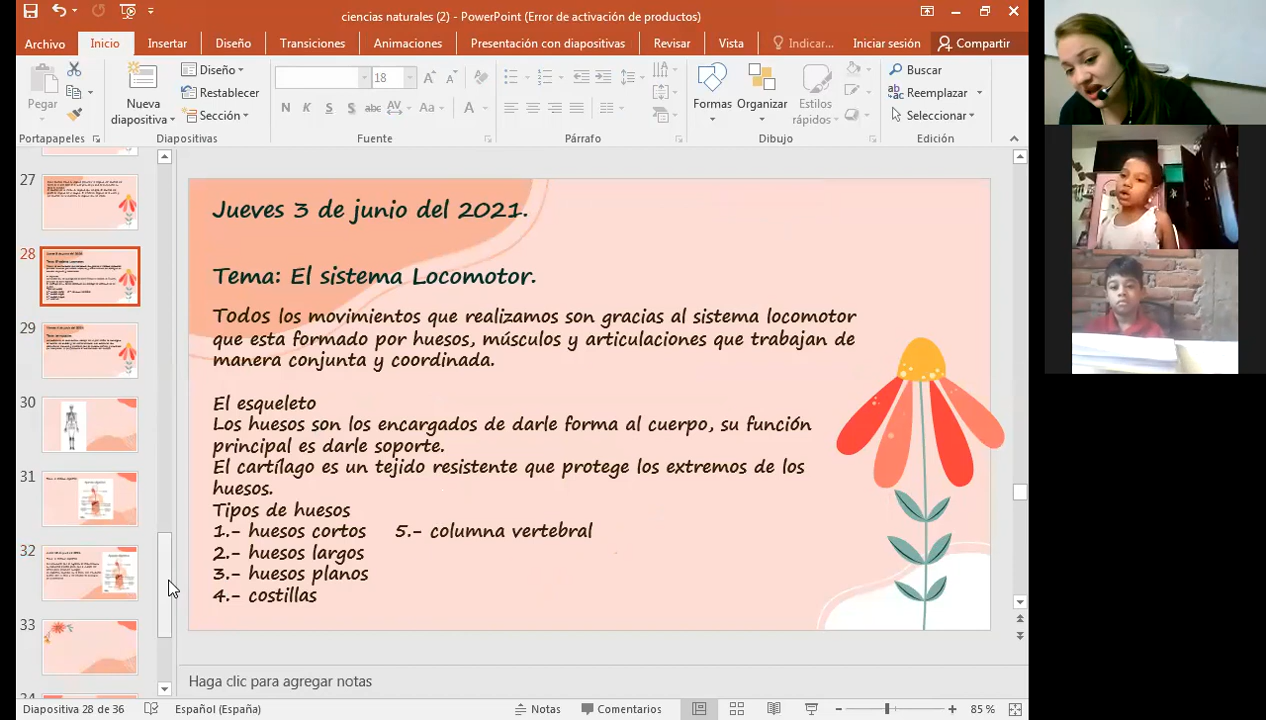 ciencias naturales (2) - PowerPoint (Error de activación de productos)
Archivo Inicio Insertar Diseño Transiciones Animaciones Presentación con diapositivas Revisar Vista Indicar... Iniciar sesión Compartir
Pegar
Nueva diapositiva
Diseño
Restablecer
Sección
18
N K S abc AV Aa A
Formas Organizar Estilos rápidos
Buscar
Reemplazar
Seleccionar
Portapapeles Diapositivas Fuente Párrafo Dibujo Edición
27
28
29
30
31
32
33
Jueves 3 de junio del 2021.
Tema: El sistema Locomotor.
Todos los movimientos que realizamos son gracias al sistema locomotor
que esta formado por huesos, músculos y articulaciones que trabajan de
manera conjunta y coordinada.
El esqueleto
Los huesos son los encargados de darle forma al cuerpo, su función
principal es darle soporte.
El cartílago es un tejido resistente que protege los extremos de los
huesos.
Tipos de huesos
1.- huesos cortos 5.- columna vertebral
2.- huesos largos
3.- huesos planos
4.- costillas
Haga clic para agregar notas
Diapositiva 28 de 36 Español (España) Notas Comentarios 85 %